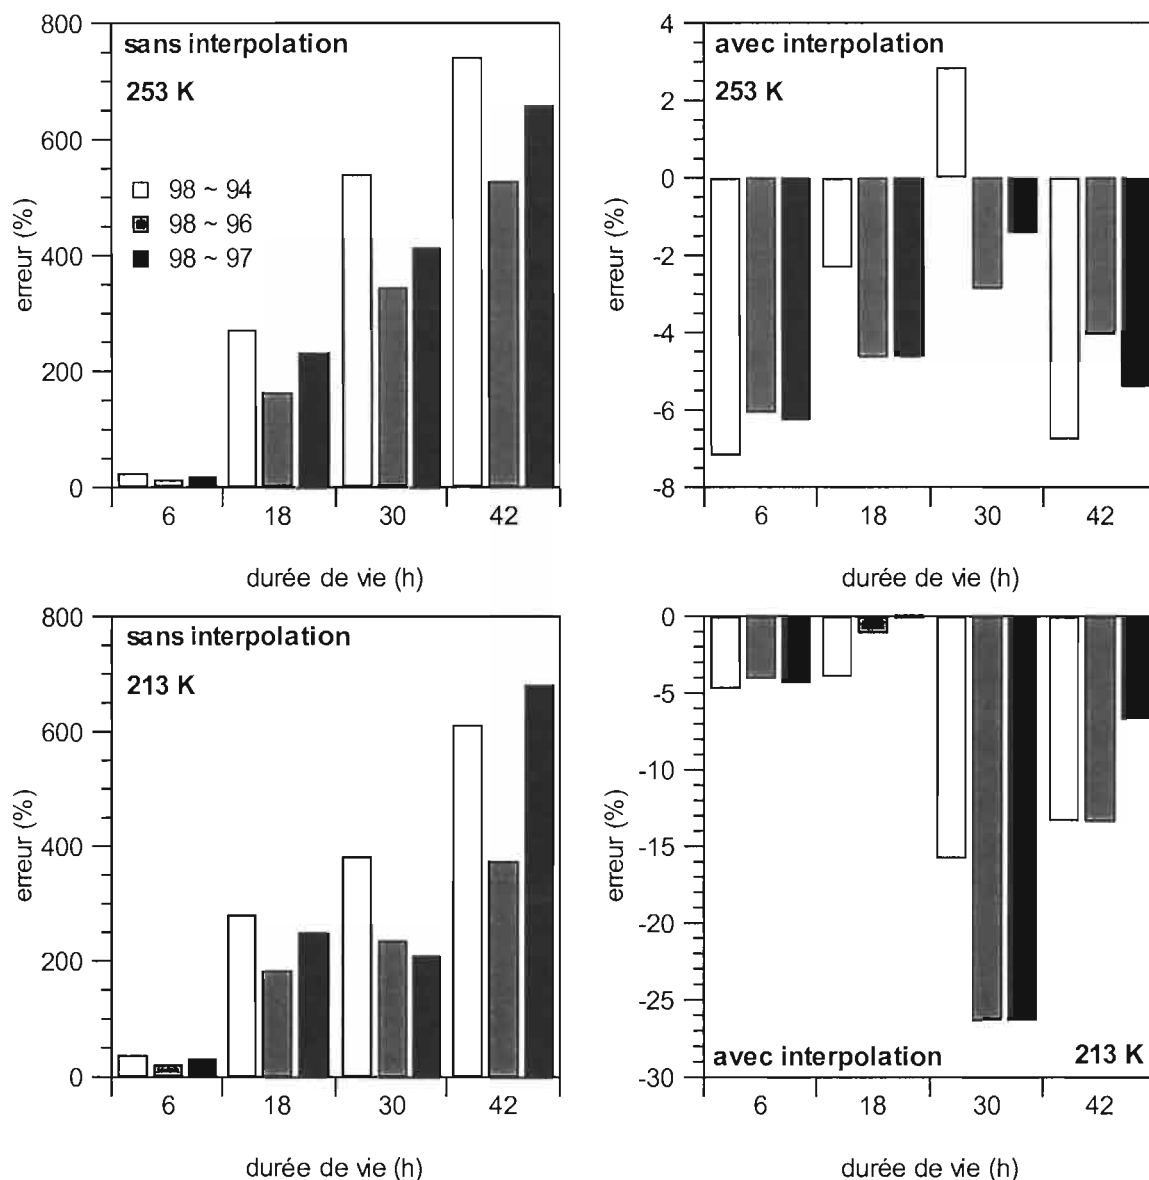 800
600
400
200
0
erreur (%)
sans interpolation
253 K
98 ~ 94
98 ~ 96
98 ~ 97
6 18 30 42
durée de vie (h)
4
2
0
-2
-4
-6
-8
erreur (%)
avec interpolation
253 K
6 18 30 42
durée de vie (h)
800
600
400
200
0
erreur (%)
sans interpolation
213 K
6 18 30 42
durée de vie (h)
0
-5
-10
-15
-20
-25
-30
erreur (%)
avec interpolation 213 K
6 18 30 42
durée de vie (h)